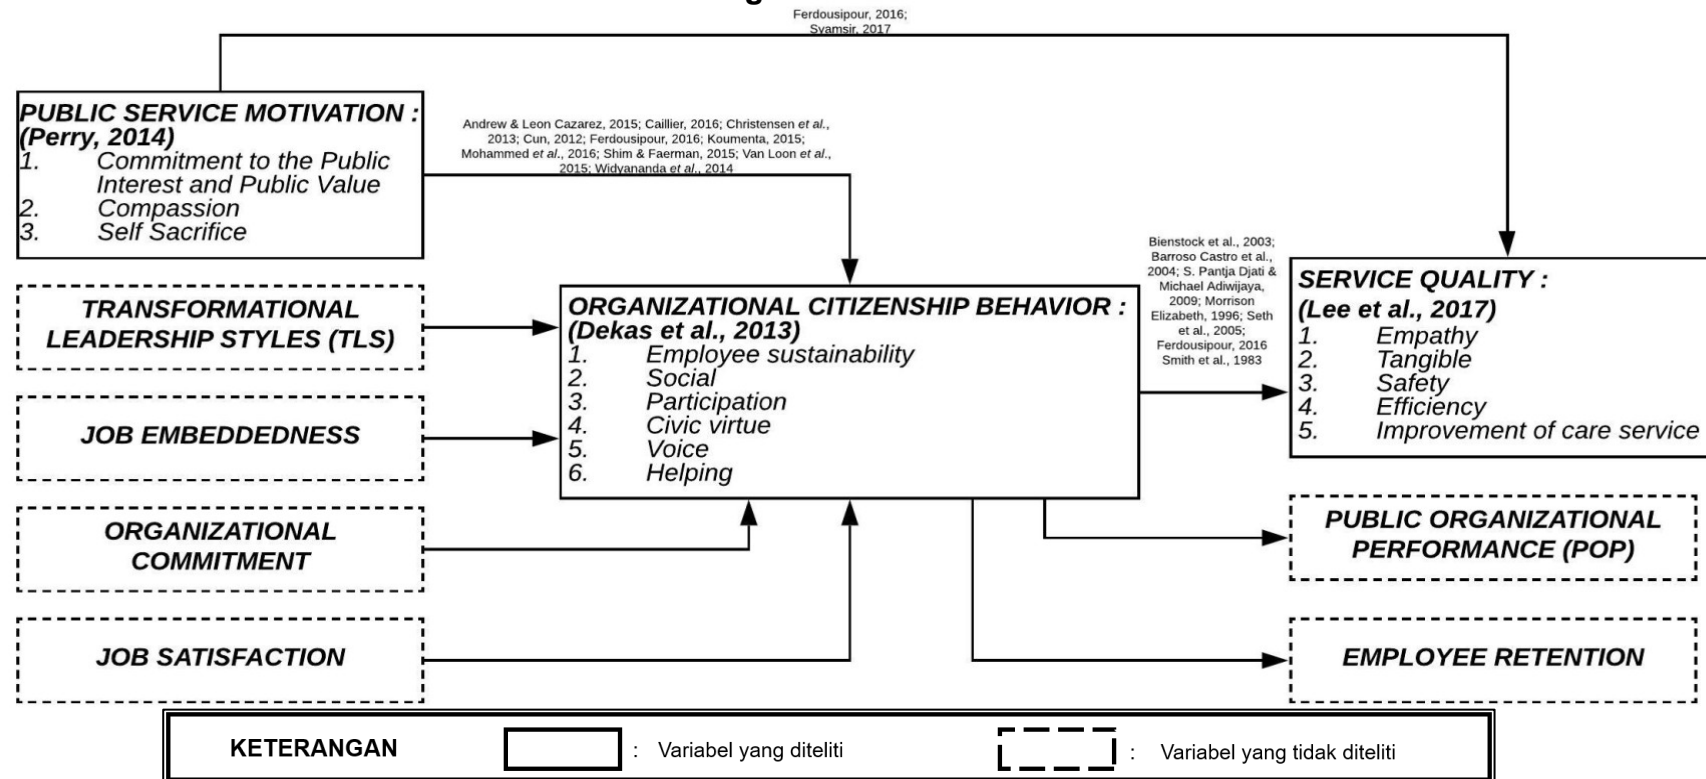 Ferdousipour, 2016;
Syamsir, 2017
PUBLIC SERVICE MOTIVATION :
(Perry, 2014)
1. Commitment to the Public
Interest and Public Value
2. Compassion
3. Self Sacrifice
Andrew & Leon Cazarez, 2015; Caillier, 2016; Christensen et al.,
2013; Cun, 2012; Ferdousipour, 2016; Koumenta, 2015;
Mohammed et al., 2016; Shim & Faerman, 2015; Van Loon et al.,
2015; Widyananda et al., 2014
TRANSFORMATIONAL
LEADERSHIP STYLES (TLS)
JOB EMBEDDEDNESS
ORGANIZATIONAL
COMMITMENT
JOB SATISFACTION
ORGANIZATIONAL CITIZENSHIP BEHAVIOR :
(Dekas et al., 2013)
1. Employee sustainability
2. Social
3. Participation
4. Civic virtue
5. Voice
6. Helping
Bienstock et al., 2003;
Barroso Castro et al.,
2004; S. Pantja Djati &
Michael Adiwijaya,
2009; Morrison
Elizabeth, 1996; Seth
et al., 2005;
Ferdousipour, 2016
Smith et al., 1983
SERVICE QUALITY :
(Lee et al., 2017)
1. Empathy
2. Tangible
3. Safety
4. Efficiency
5. Improvement of care service
PUBLIC ORGANIZATIONAL
PERFORMANCE (POP)
EMPLOYEE RETENTION
KETERANGAN : Variabel yang diteliti : Variabel yang tidak diteliti